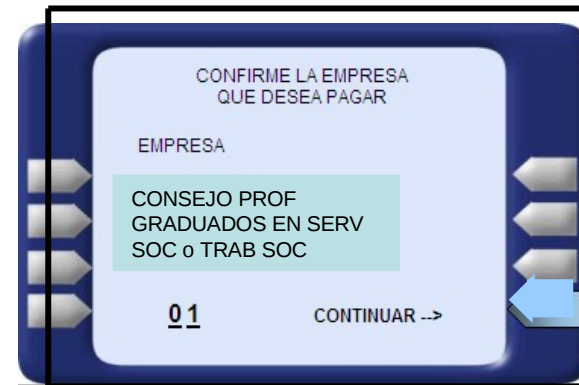 CONFIRME LA EMPRESA
QUE DESEA PAGAR
EMPRESA
CONSEJO PROF
GRADUADOS EN SERV
SOC o TRAB SOC
01 CONTINUAR -->